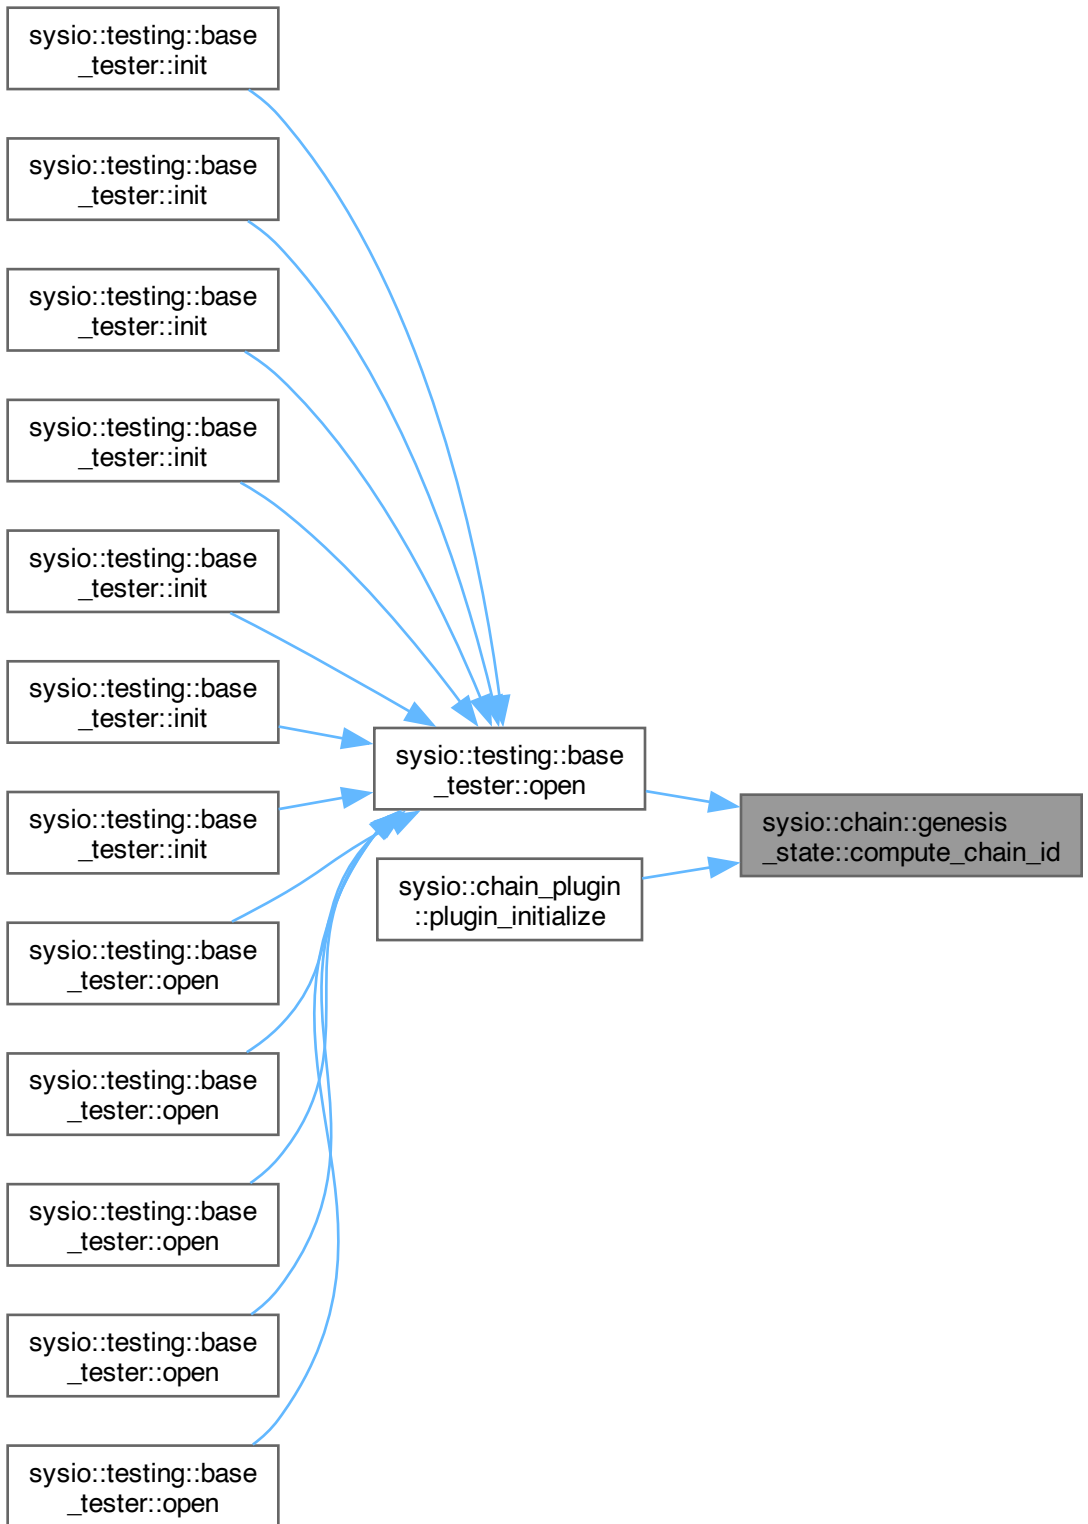 sysio::testing::base
_tester::init
sysio::testing::base
_tester::init
sysio::testing::base
_tester::init
sysio::testing::base
_tester::init
sysio::testing::base
_tester::init
sysio::testing::base
_tester::init
sysio::testing::base
_tester::init
sysio::testing::base
_tester::open
sysio::testing::base
_tester::open
sysio::testing::base
_tester::open
sysio::testing::base
_tester::open
sysio::testing::base
_tester::open
sysio::testing::base
_tester::open
sysio::chain_plugin
::plugin_initialize
sysio::chain::genesis
_state::compute_chain_id